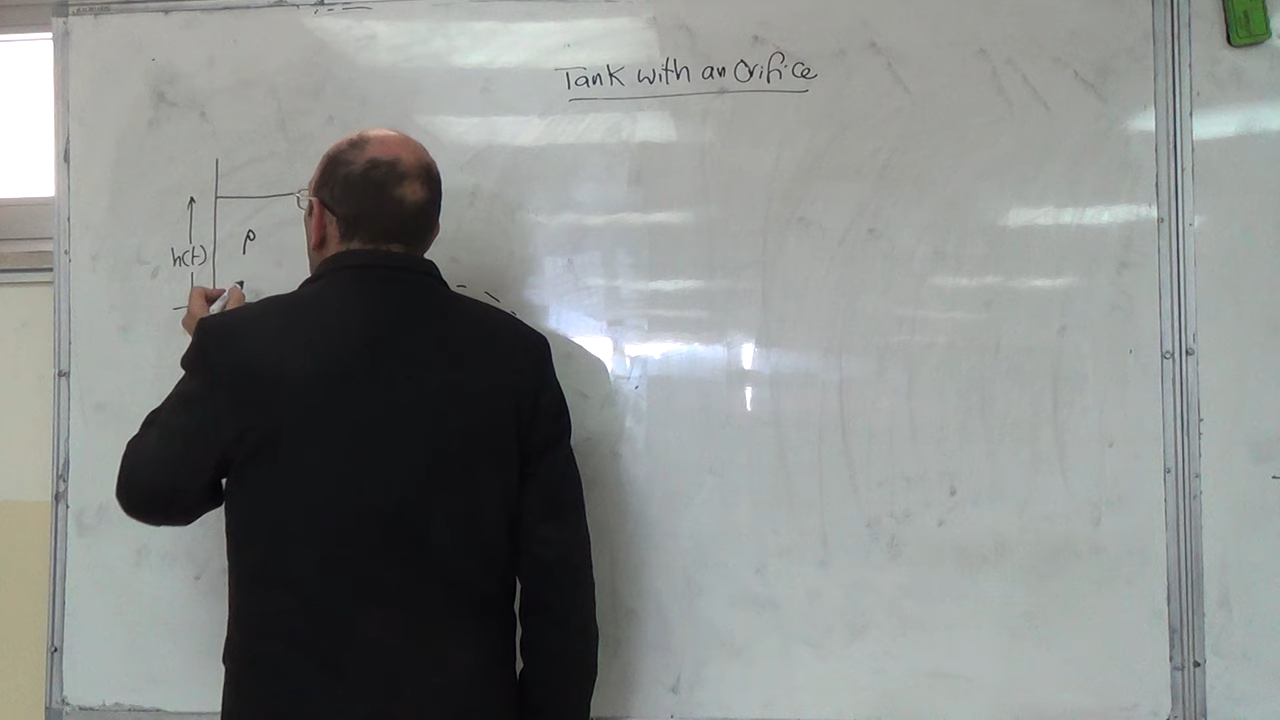 Tank with an Orifice
ρ
h(t)